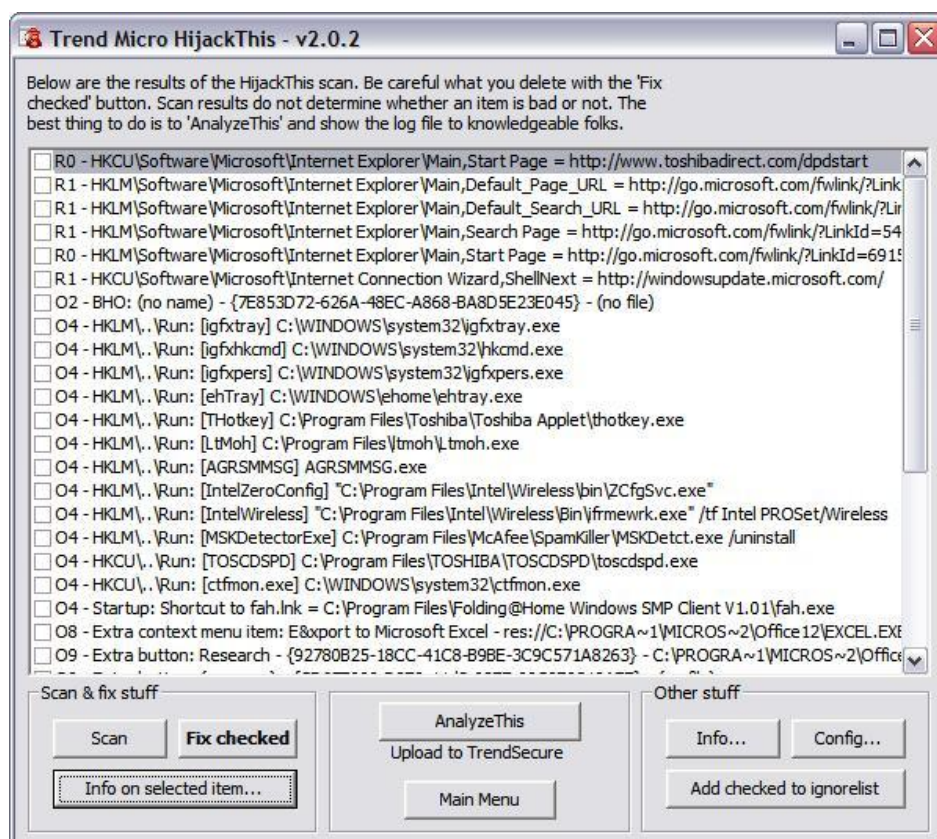 Trend Micro HijackThis - v2.0.2
Below are the results of the HijackThis scan. Be careful what you delete with the 'Fix
checked' button. Scan results do not determine whether an item is bad or not. The
best thing to do is to 'AnalyzeThis' and show the log file to knowledgeable folks.
R0 - HKCU\Software\Microsoft\Internet Explorer\Main,Start Page = http://www.toshibadirect.com/dpdstart
R1 - HKLM\Software\Microsoft\Internet Explorer\Main,Default_Page_URL = http://go.microsoft.com/fwlink/?Link
R1 - HKLM\Software\Microsoft\Internet Explorer\Main,Default_Search_URL = http://go.microsoft.com/fwlink/?Lin
R1 - HKLM\Software\Microsoft\Internet Explorer\Main,Search Page = http://go.microsoft.com/fwlink/?LinkId=54
R0 - HKLM\Software\Microsoft\Internet Explorer\Main,Start Page = http://go.microsoft.com/fwlink/?LinkId=6915
R1 - HKCU\Software\Microsoft\Internet Connection Wizard,ShellNext = http://windowsupdate.microsoft.com/
O2 - BHO: (no name) - {7E853D72-626A-48EC-A868-BA8D5E23E045} - (no file)
O4 - HKLM\..\Run: [igfxtray] C:\WINDOWS\system32\igfxtray.exe
O4 - HKLM\..\Run: [igfxhkcmd] C:\WINDOWS\system32\hkcmd.exe
O4 - HKLM\..\Run: [igfxpers] C:\WINDOWS\system32\igfxpers.exe
O4 - HKLM\..\Run: [ehTray] C:\WINDOWS\ehome\ehtray.exe
O4 - HKLM\..\Run: [THotkey] C:\Program Files\Toshiba\Toshiba Applet\thotkey.exe
O4 - HKLM\..\Run: [LtMoh] C:\Program Files\ltmoh\Ltmoh.exe
O4 - HKLM\..\Run: [AGRSMMSG] AGRSMMSG.exe
O4 - HKLM\..\Run: [IntelZeroConfig] "C:\Program Files\Intel\Wireless\bin\ZCfgSvc.exe"
O4 - HKLM\..\Run: [IntelWireless] "C:\Program Files\Intel\Wireless\Bin\ifrmewrk.exe" /tf Intel PROSet/Wireless
O4 - HKLM\..\Run: [MSKDetectorExe] C:\Program Files\McAfee\SpamKiller\MSKDetct.exe /uninstall
O4 - HKCU\..\Run: [TOSCDSPD] C:\Program Files\TOSHIBA\TOSCDSPD\toscdspd.exe
O4 - HKCU\..\Run: [ctfmon.exe] C:\WINDOWS\system32\ctfmon.exe
O4 - Startup: Shortcut to fah.lnk = C:\Program Files\Folding@Home Windows SMP Client V1.01\fah.exe
O8 - Extra context menu item: E&xport to Microsoft Excel - res://C:\PROGRA~1\MICROS~2\Office12\EXCEL.EXE
O9 - Extra button: Research - {92780B25-18CC-41C8-B9BE-3C9C571A8263} - C:\PROGRA~1\MICROS~2\Office
Scan & fix stuff
Scan
Fix checked
Info on selected item...
AnalyzeThis
Upload to TrendSecure
Main Menu
Other stuff
Info...
Config...
Add checked to ignorelist